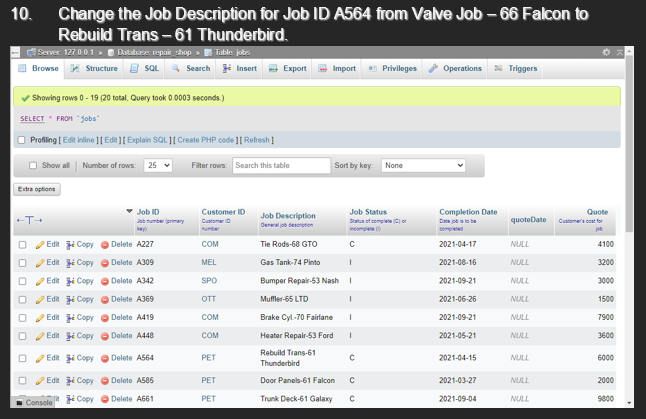 10. Change the Job Description for Job ID A564 from Valve Job – 66 Falcon to
Rebuild Trans – 61 Thunderbird.
Server: 127.0.0.1 » Database: repair_shop » Table: jobs
Browse Structure SQL Search Insert Export Import Privileges Operations Triggers
Showing rows 0 - 19 (20 total, Query took 0.0003 seconds.)
SELECT * FROM `jobs`
Profiling [ Edit inline ] [ Edit ] [ Explain SQL ] [ Create PHP code ] [ Refresh ]
Show all Number of rows: 25 Filter rows: Search this table Sort by key: None
Extra options
Job ID Customer ID Job Description Job Status Completion Date quoteDate Quote
Job number (primary key) Customer ID number General job description Status of complete (C) or incomplete (I) Date job is to be completed Customer's cost for job
Edit Copy Delete A227 COM Tie Rods-68 GTO C 2021-04-17 NULL 4100
Edit Copy Delete A309 MEL Gas Tank-74 Pinto I 2021-08-16 NULL 3200
Edit Copy Delete A342 SPO Bumper Repair-53 Nash I 2021-09-21 NULL 3000
Edit Copy Delete A369 OTT Muffler-65 LTD I 2021-06-26 NULL 1500
Edit Copy Delete A419 COM Brake Cyl.-70 Fairlane I 2021-09-21 NULL 7900
Edit Copy Delete A448 COM Heater Repair-53 Ford I 2021-05-21 NULL 3600
Edit Copy Delete A564 PET Rebuild Trans-61 Thunderbird C 2021-04-15 NULL 6000
Edit Copy Delete A585 PET Door Panels-61 Falcon C 2021-03-27 NULL 2000
Edit Copy Delete A661 PET Trunk Deck-61 Galaxy C 2021-09-04 NULL 9800
Console